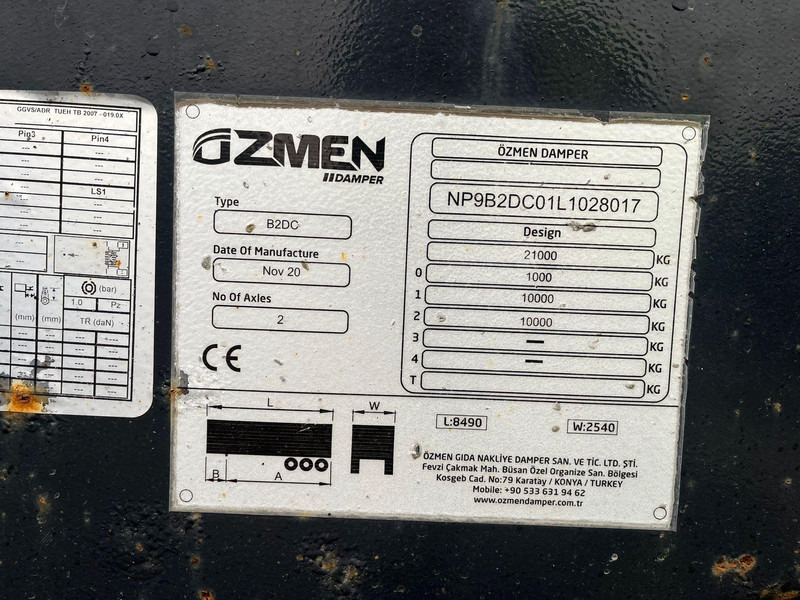 GGVS/ADR TUEH TB 2007 - 019.0X
Pin3 Pin4
LS1
(bar)
1.0 Pz
(mm) (mm) TR (daN)
ÖZMEN
DAMPER
Type
B2DC
Date Of Manufacture
Nov 20
No Of Axles
2
CE
ÖZMEN DAMPER
NP9B2DC01L1028017
Design
21000 KG
0 1000 KG
1 10000 KG
2 10000 KG
3 — KG
4 — KG
T KG
L
W
B A
L:8490
W:2540
ÖZMEN GIDA NAKLİYE DAMPER SAN. VE TİC. LTD. ŞTİ.
Fevzi Çakmak Mah. Büsan Özel Organize San. Bölgesi
Kosgeb Cad. No:79 Karatay / KONYA / TURKEY
Mobile: +90 533 631 94 62
www.ozmendamper.com.tr